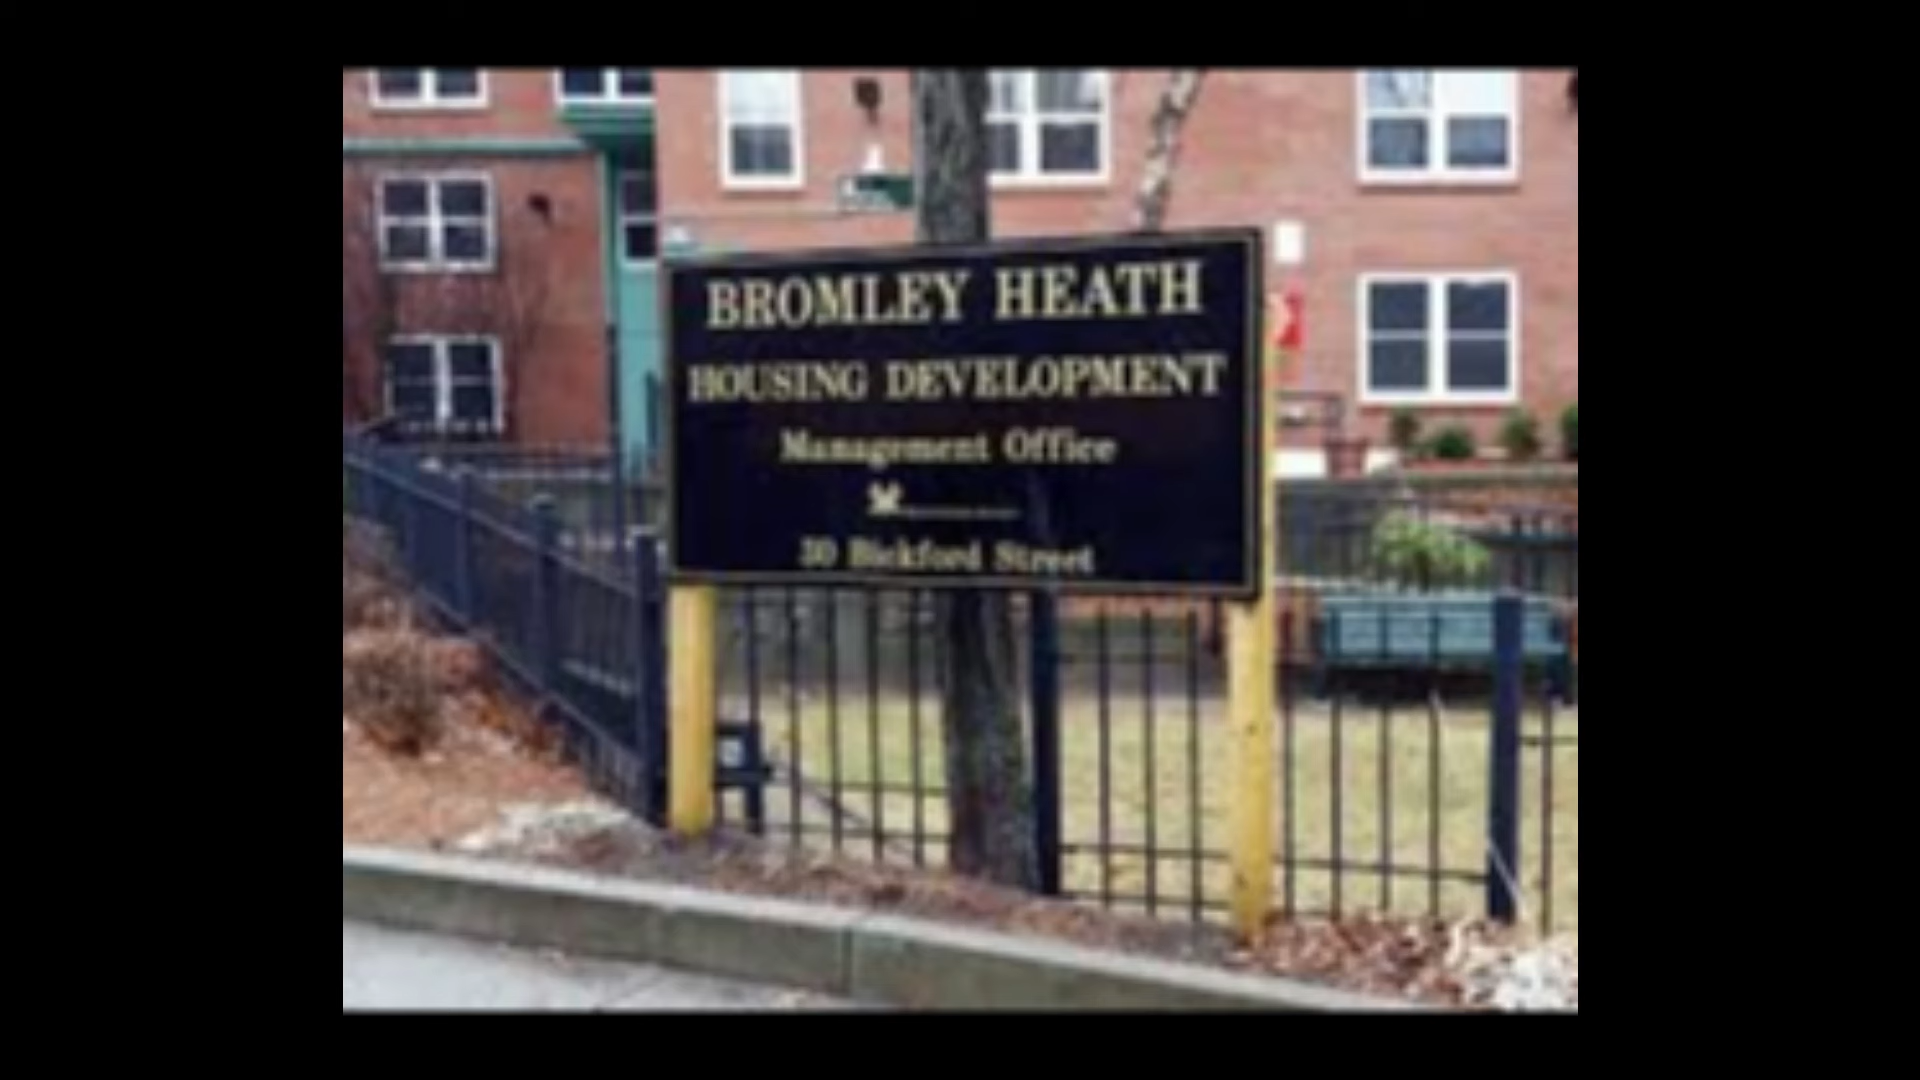 BROMLEY HEATH
HOUSING DEVELOPMENT
Management Office
30 Bickford Street